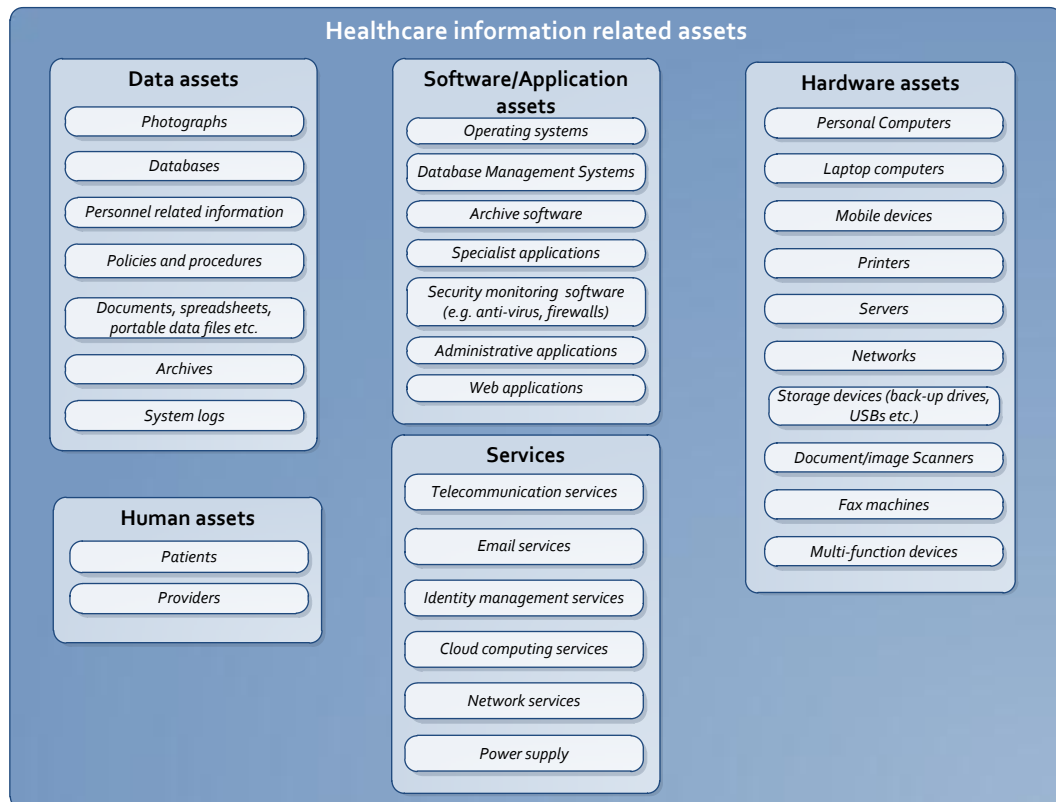 Healthcare information related assets
Data assets
Photographs
Databases
Personnel related information
Policies and procedures
Documents, spreadsheets,
portable data files etc.
Archives
System logs
Human assets
Patients
Providers
Software/Application
assets
Operating systems
Database Management Systems
Archive software
Specialist applications
Security monitoring software
(e.g. anti-virus, firewalls)
Administrative applications
Web applications
Services
Telecommunication services
Email services
Identity management services
Cloud computing services
Network services
Power supply
Hardware assets
Personal Computers
Laptop computers
Mobile devices
Printers
Servers
Networks
Storage devices (back-up drives,
USBs etc.)
Document/image Scanners
Fax machines
Multi-function devices